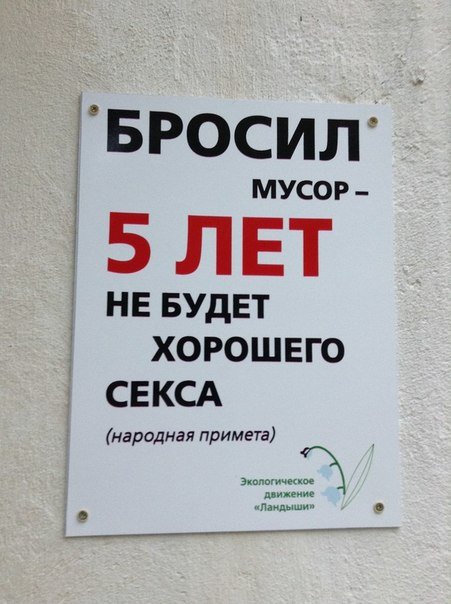 БРОСИЛ
МУСОР –
5 ЛЕТ
НЕ БУДЕТ
ХОРОШЕГО
СЕКСА
(народная примета)
Экологическое
движение
«Ландыши»